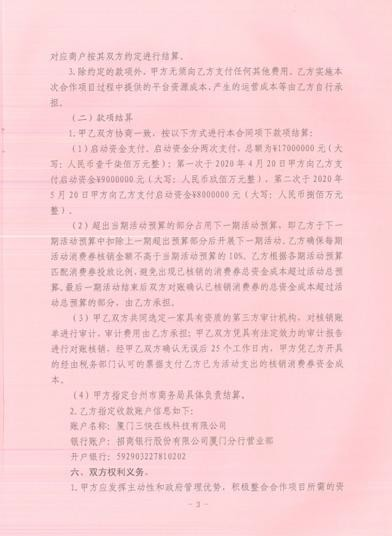 对应商户按其双方约定进行结算。
3.除约定的款项外，甲方无须向乙方支付任何其他费用。乙方实施本
次合作项目过程中提供的平台资源成本、产生的运营成本等由乙方自行承
担。
（二）款项结算
1.甲乙双方协商一致，按以下方式进行本合同项下款项结算：
（1）启动资金支付。启动资金分两次支付，总额为¥17000000元（大
写：人民币壹千柒佰万元整）；第一次于2020年4月20日甲方向乙方支
付启动资金¥9000000元（大写：人民币玖佰万元整）。第二次于2020年
5月20日甲方向乙方支付启动资金¥8000000元（大写：人民币捌佰万元
整）。
（2）超出当期活动预算的部分占用下一期活动预算，即乙方于下一
期活动预算中扣除上一期超出预算部分后开展下一期活动。乙方确保每期
活动消费券核销金额不高于当期活动预算的10%。乙方根据各期活动预算
匹配消费券投放比例，避免出现已核销的消费券总资金成本超过活动总预
算。最后一期活动结束后双方对账确认已核销消费券的总资金成本超过活
动总预算的部分，由乙方承担。
（3）甲乙双方共同选定一家具有资质的第三方审计机构，对核销账
单进行审计，审计费用由乙方承担；甲乙双方凭具有法定效力的审计报告
进行对账核销，经甲乙双方确认无误后25个工作日内，甲方凭乙方开具
的经由税务部门认可的票据支付乙方已为活动支出的核销消费券资金成
本。
（4）甲方指定台州市商务局具体负责结算。
2.乙方指定收款账户信息如下：
账户名称：厦门三快在线科技有限公司
银行账户：招商银行股份有限公司厦门分行营业部
开户银行：592903227810202
六、双方权利义务。
1.甲方应发挥主动性和政府管理优势，积极整合合作项目所需的资
- 3 -